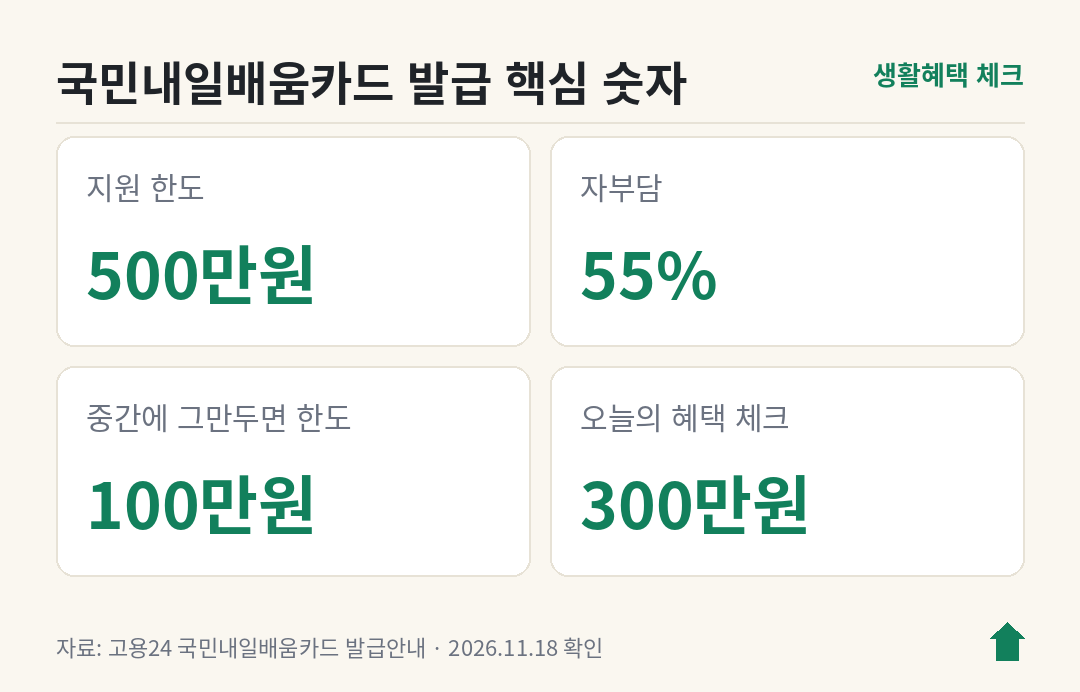 국민내일배움카드 발급 핵심 숫자
생활혜택 체크
지원 한도
500만원
자부담
55%
중간에 그만두면 한도
100만원
오늘의 혜택 체크
300만원
자료: 고용24 국민내일배움카드 발급안내 · 2026.11.18 확인